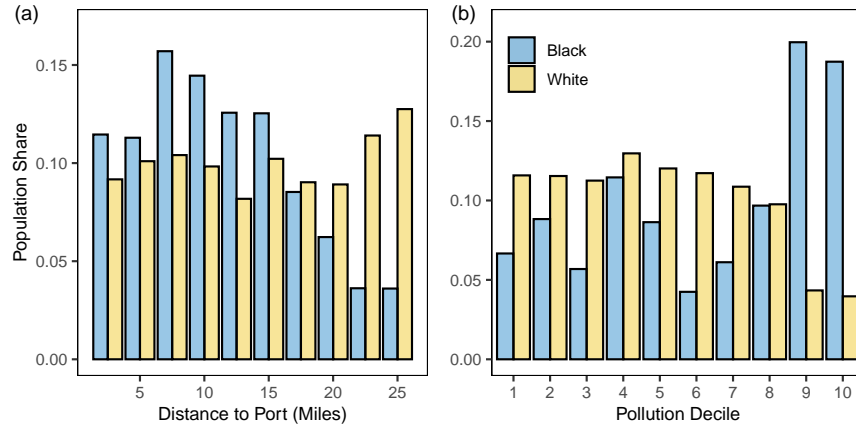 (a)
Population Share
0.15
0.10
0.05
0.00
5 10 15 20 25
Distance to Port (Miles)
(b)
Black
White
0.20
0.15
0.10
0.05
0.00
1 2 3 4 5 6 7 8 9 10
Pollution Decile